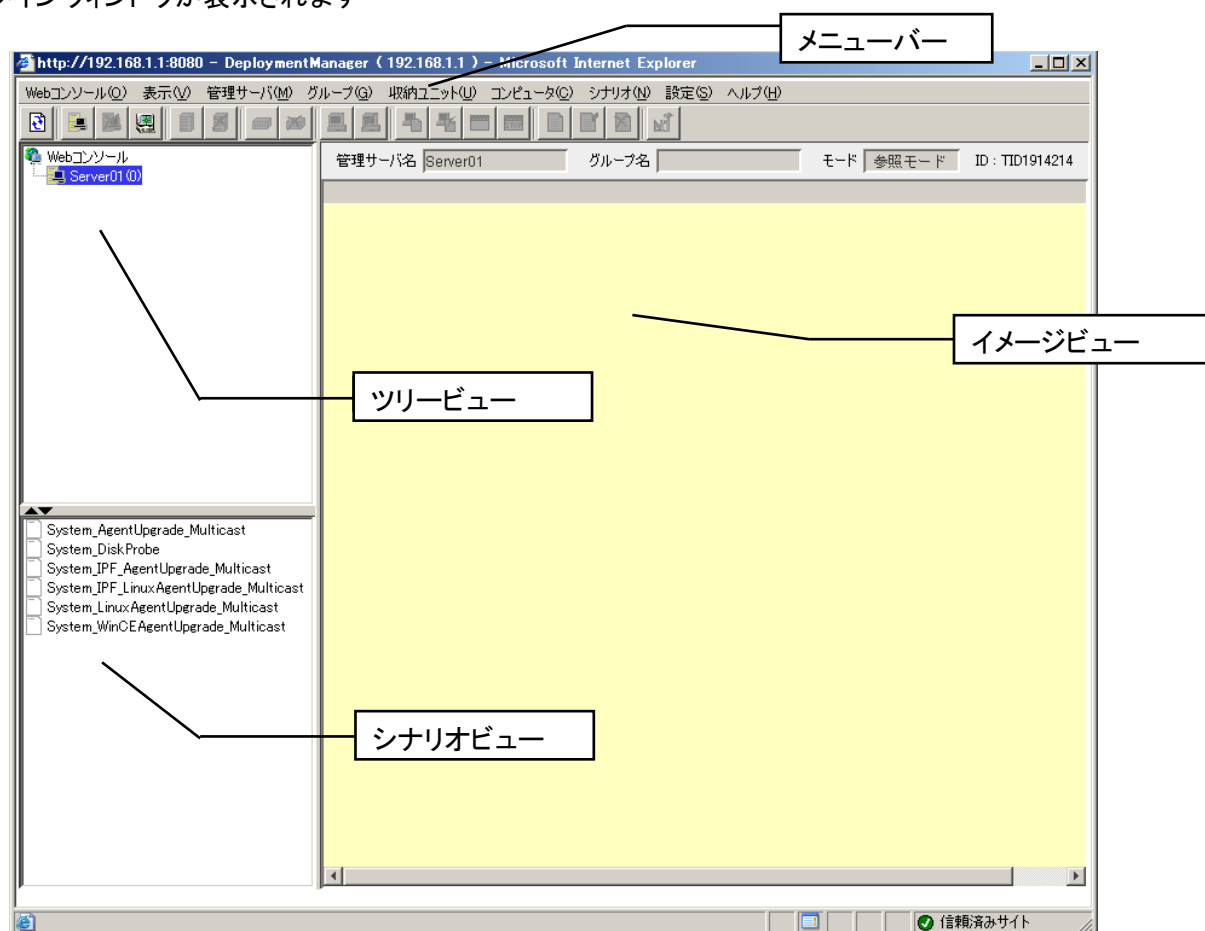 メインウィンドウが表示されます
メニューバー
http://192.168.1.1:8080 - DeploymentManager ( 192.168.1.1 ) - Microsoft Internet Explorer
Webコンソール(O) 表示(V) 管理サーバ(M) グループ(G) 収納ユニット(U) コンピュータ(C) シナリオ(N) 設定(S) ヘルプ(H)
Webコンソール
Server01(0)
管理サーバ名 Server01 グループ名 モード 参照モード ID : TID1914214
イメージビュー
ツリービュー
System_AgentUpgrade_Multicast
System_DiskProbe
System_IPF_AgentUpgrade_Multicast
System_IPF_LinuxAgentUpgrade_Multicast
System_LinuxAgentUpgrade_Multicast
System_WinCEAgentUpgrade_Multicast
シナリオビュー
信頼済みサイト